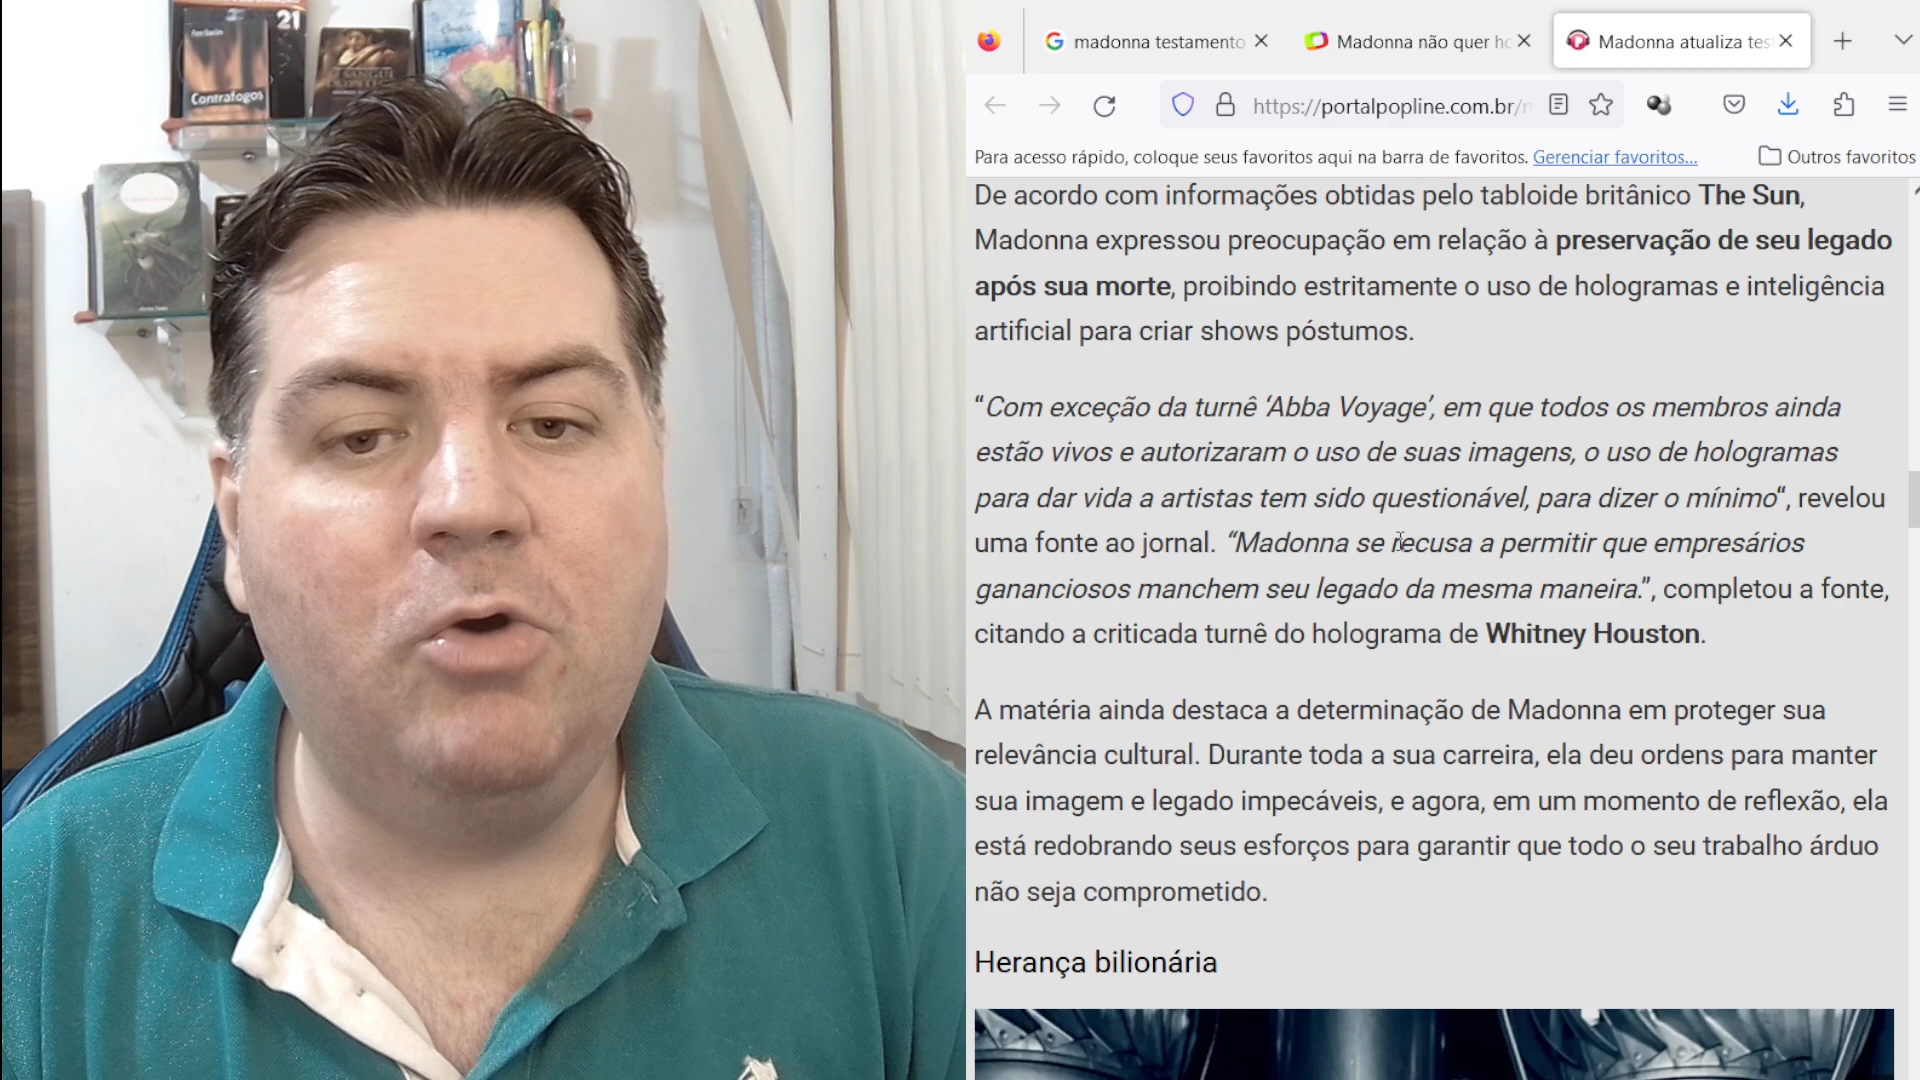 21
Contrafogos
madonna testamento
Madonna não quer ho
Madonna atualiza tes
https://portalpopline.com.br/n
Para acesso rápido, coloque seus favoritos aqui na barra de favoritos. Gerenciar favoritos...
Outros favoritos
De acordo com informações obtidas pelo tabloide britânico The Sun,
Madonna expressou preocupação em relação à preservação de seu legado
após sua morte, proibindo estritamente o uso de hologramas e inteligência
artificial para criar shows póstumos.
“Com exceção da turnê ‘Abba Voyage’, em que todos os membros ainda
estão vivos e autorizaram o uso de suas imagens, o uso de hologramas
para dar vida a artistas tem sido questionável, para dizer o mínimo“, revelou
uma fonte ao jornal. “Madonna se recusa a permitir que empresários
gananciosos manchem seu legado da mesma maneira.”, completou a fonte,
citando a criticada turnê do holograma de Whitney Houston.
A matéria ainda destaca a determinação de Madonna em proteger sua
relevância cultural. Durante toda a sua carreira, ela deu ordens para manter
sua imagem e legado impecáveis, e agora, em um momento de reflexão, ela
está redobrando seus esforços para garantir que todo o seu trabalho árduo
não seja comprometido.
Herança bilionária